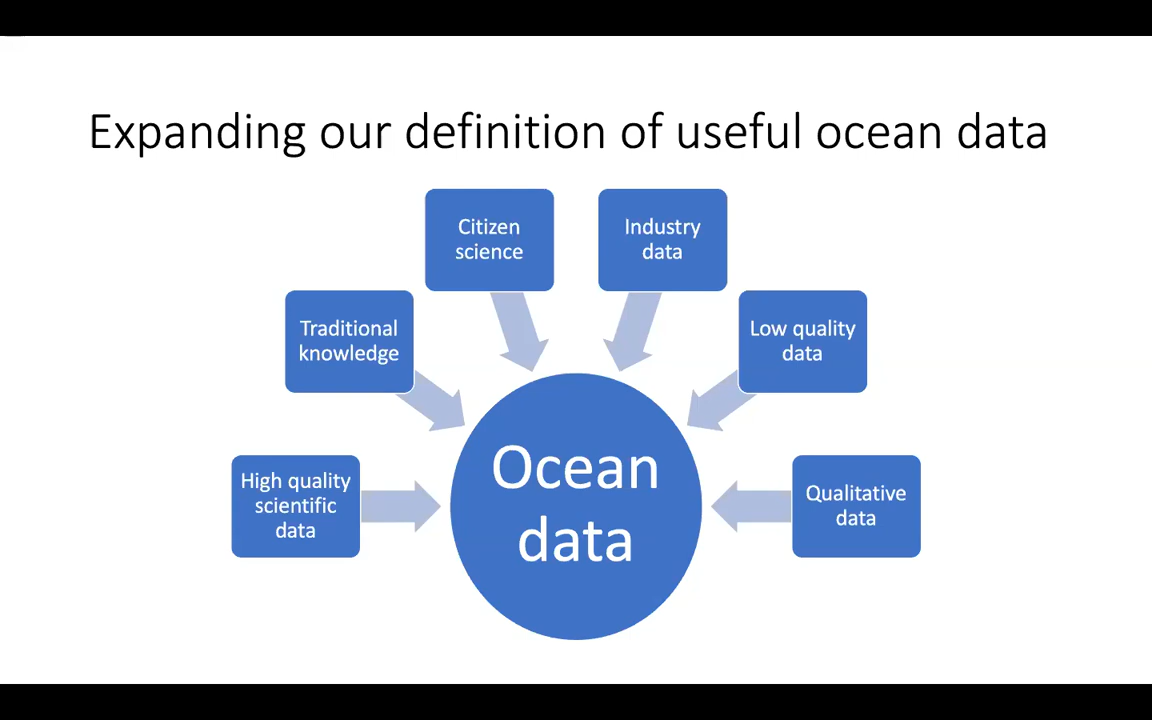 Expanding our definition of useful ocean data
Citizen
science
Industry
data
Traditional
knowledge
Low quality
data
High quality
scientific
data
Ocean
data
Qualitative
data